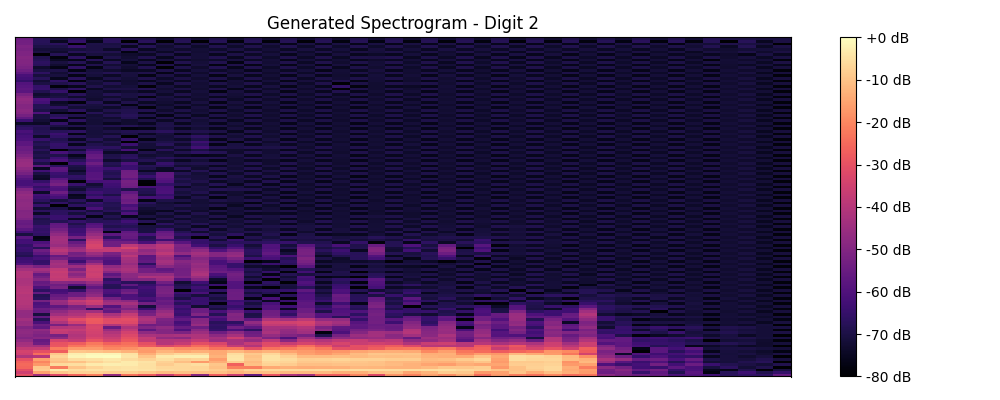 Generated Spectrogram - Digit 2
+0 dB
-10 dB
-20 dB
-30 dB
-40 dB
-50 dB
-60 dB
-70 dB
-80 dB